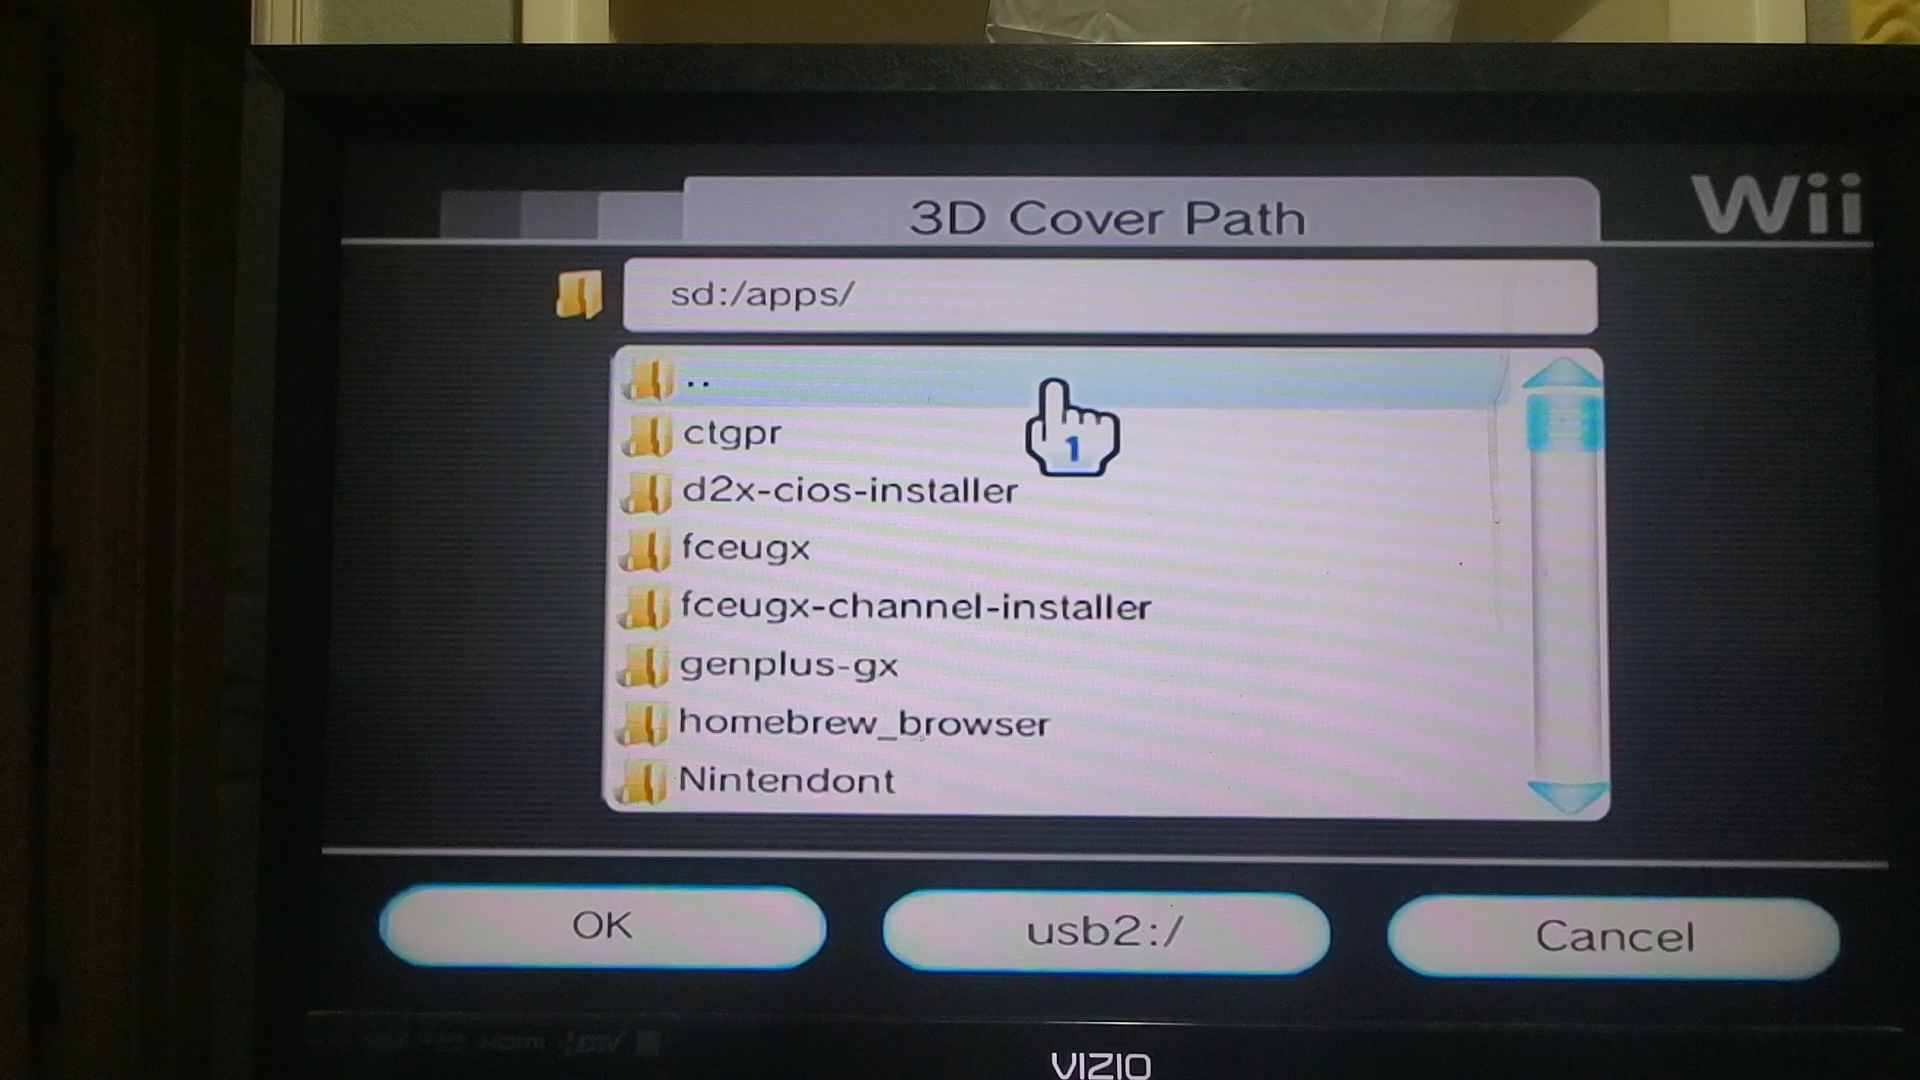 Wii
3D Cover Path
sd:/apps/
..
ctgpr
d2x-cios-installer
fceugx
1
fceugx-channel-installer
genplus-gx
homebrew_browser
Nintendont
OK
usb2:/
Cancel
VIZIO